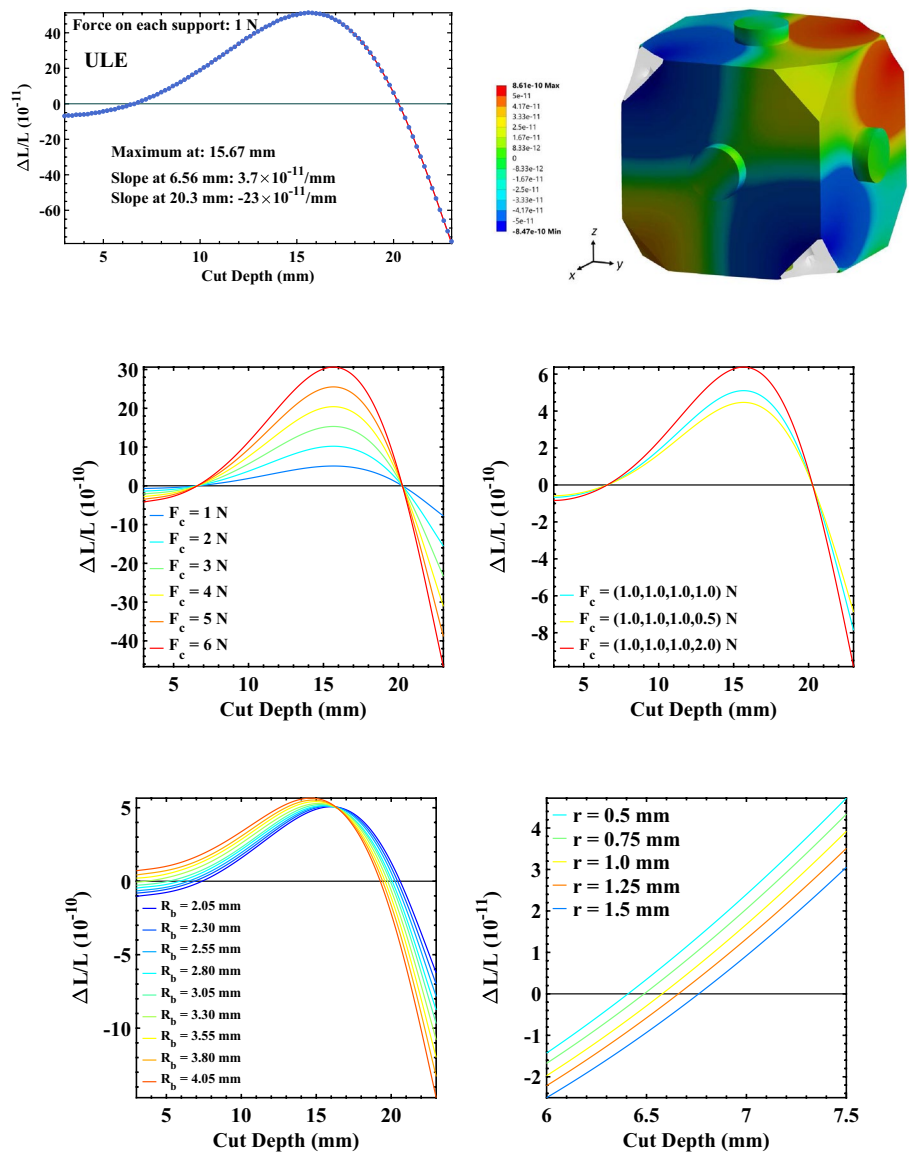 Force on each support: 1 N
ULE
Maximum at: 15.67 mm
Slope at 6.56 mm: 3.7×10⁻¹¹/mm
Slope at 20.3 mm: -23×10⁻¹¹/mm
40
20
0
-20
-40
-60
ΔL/L (10⁻¹¹)
5 10 15 20
Cut Depth (mm)
8.61e-10 Max
5e-11
4.17e-11
3.33e-11
2.5e-11
1.67e-11
8.33e-12
0
-8.33e-12
-1.67e-11
-2.5e-11
-3.33e-11
-4.17e-11
-5e-11
-8.47e-10 Min
z
x y
30
20
10
0
-10
-20
-30
-40
ΔL/L (10⁻¹⁰)
F_c = 1 N
F_c = 2 N
F_c = 3 N
F_c = 4 N
F_c = 5 N
F_c = 6 N
5 10 15 20
Cut Depth (mm)
6
4
2
0
-2
-4
-6
-8
ΔL/L (10⁻¹⁰)
F_c = (1.0,1.0,1.0,1.0) N
F_c = (1.0,1.0,1.0,0.5) N
F_c = (1.0,1.0,1.0,2.0) N
5 10 15 20
Cut Depth (mm)
5
0
-5
-10
ΔL/L (10⁻¹⁰)
R_b = 2.05 mm
R_b = 2.30 mm
R_b = 2.55 mm
R_b = 2.80 mm
R_b = 3.05 mm
R_b = 3.30 mm
R_b = 3.55 mm
R_b = 3.80 mm
R_b = 4.05 mm
5 10 15 20
Cut Depth (mm)
4
3
2
1
0
-1
-2
ΔL/L (10⁻¹¹)
r = 0.5 mm
r = 0.75 mm
r = 1.0 mm
r = 1.25 mm
r = 1.5 mm
6 6.5 7 7.5
Cut Depth (mm)